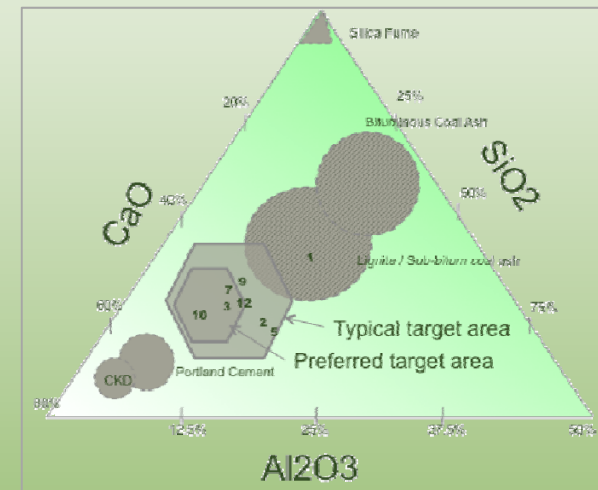 Silica Fume
20%
25%
Bituminous Coal Ash
SiO2
CaO
40%
50%
Lignite / Sub-bitum coal ash
1
9
7
3 12
10
2
5
60%
75%
Typical target area
Preferred target area
Portland Cement
CKD
80%
12.5%
25%
37.5%
50%
Al2O3